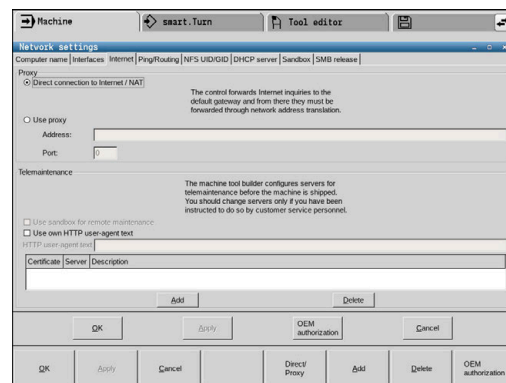 Machine
smart.Turn
Tool editor
Network settings
Computer name Interfaces Internet Ping/Routing NFS UID/GID DHCP server Sandbox SMB release
Proxy
Direct connection to Internet / NAT
The control forwards Internet inquiries to the
default gateway and from there they must be
forwarded through network address translation.
Use proxy
Address:
Port: 0
Telemaintenance
The machine tool builder configures servers for
telemaintenance before the machine is shipped.
You should change servers only if you have been
instructed to do so by customer service personnel.
Use sandbox for remote maintenance
Use own HTTP user-agent text
HTTP user-agent text
Certificate Server Description
Add Delete
OK Apply OEM authorization Cancel
OK Apply Cancel Direct/ Proxy Add Delete OEM authorization